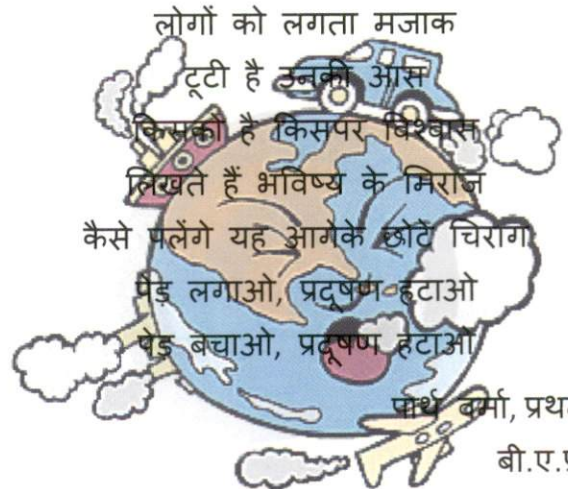 लोगों को लगता मजाक
टूटी है उनकी आस
किसको है किसपर विश्वास
लिखते हैं भविष्य के मिराज
कैसे पलेंगे यह आगेके छोटे चिराग
पेड़ लगाओ, प्रदूषण हटाओ
पेड़ बचाओ, प्रदूषण हटाओ
पार्थ वर्मा,
बी.ए.